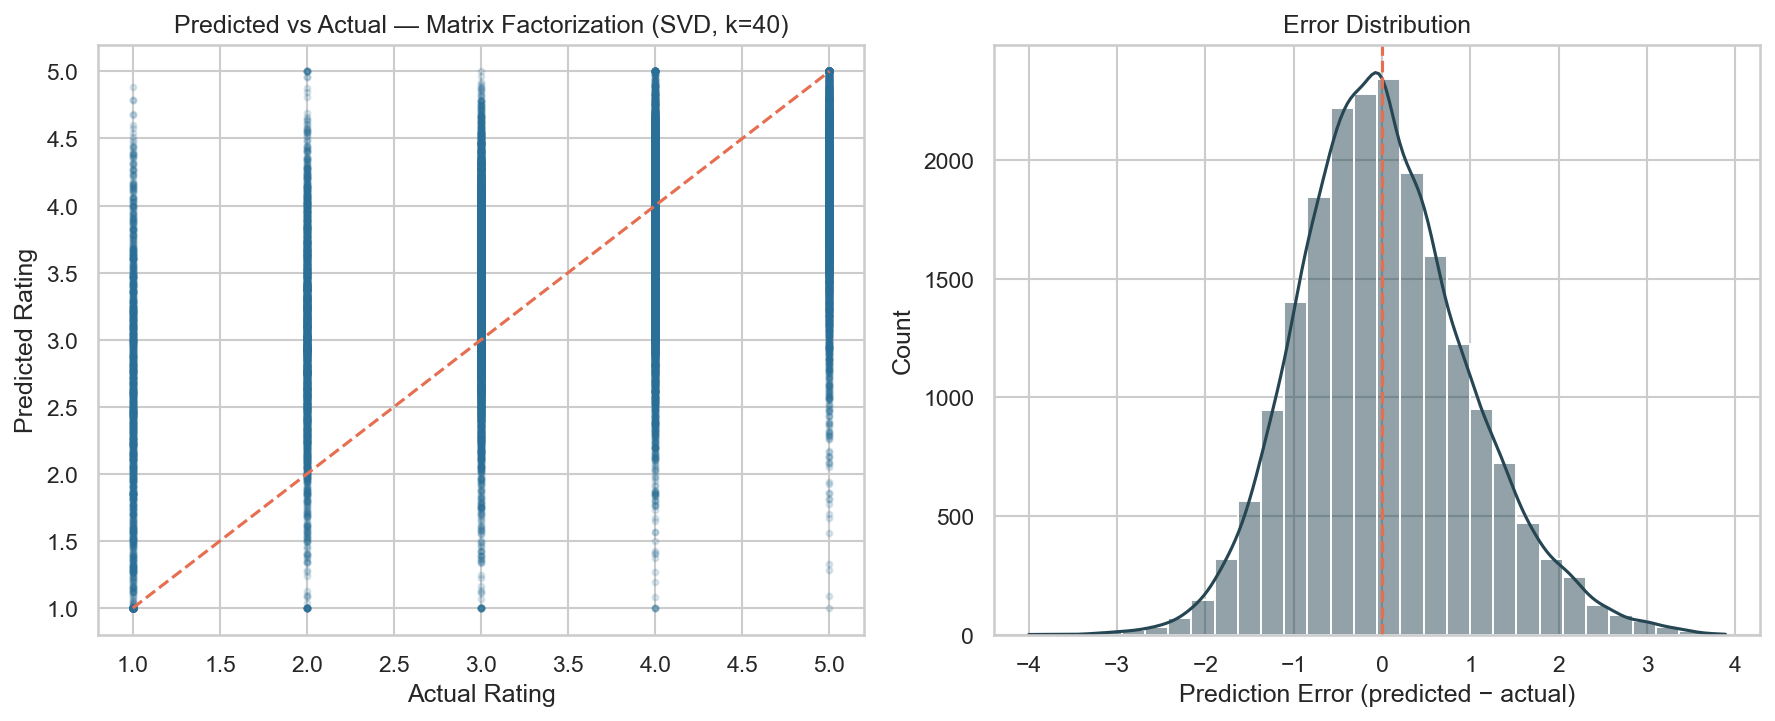 Predicted vs Actual — Matrix Factorization (SVD, k=40)
5.0
4.5
4.0
3.5
3.0
2.5
2.0
1.5
1.0
Predicted Rating
1.0 1.5 2.0 2.5 3.0 3.5 4.0 4.5 5.0
Actual Rating
Error Distribution
2000
1500
1000
500
0
Count
−4 −3 −2 −1 0 1 2 3 4
Prediction Error (predicted − actual)